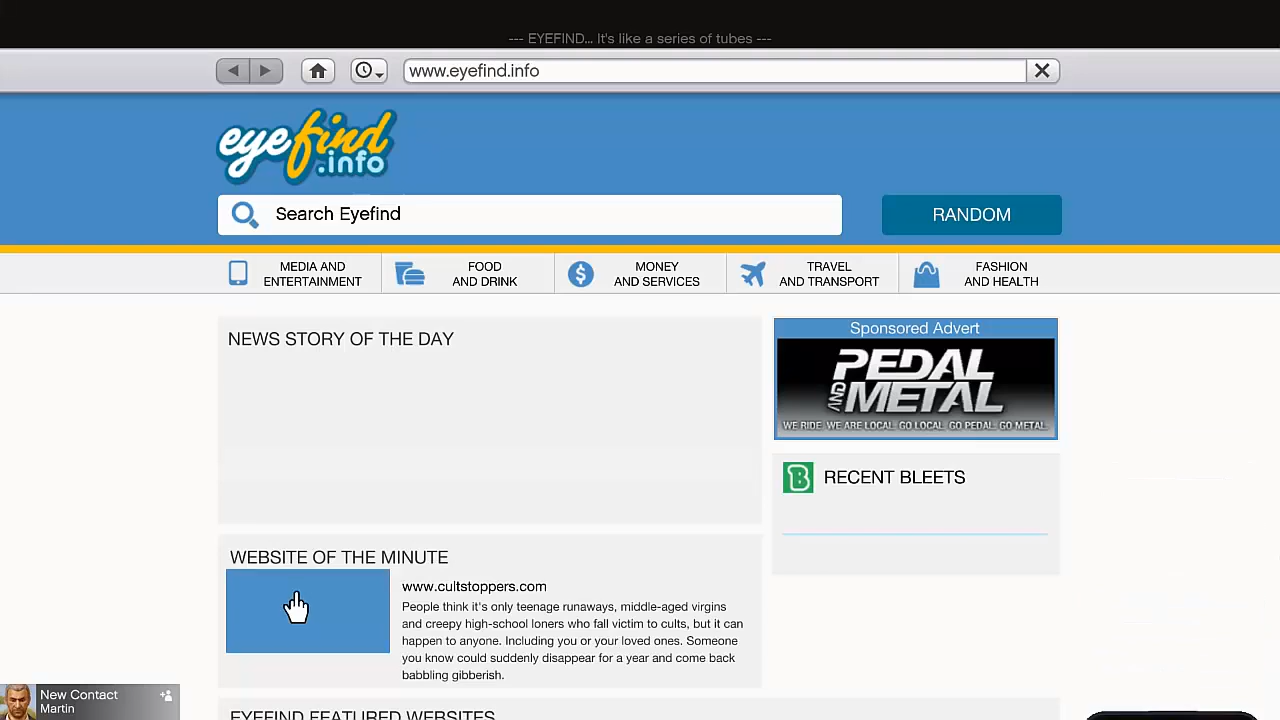 --- EYEFIND... It's like a series of tubes ---
www.eyefind.info
eyefind
.info
Search Eyefind
RANDOM
MEDIA AND
ENTERTAINMENT
FOOD
AND DRINK
MONEY
AND SERVICES
TRAVEL
AND TRANSPORT
FASHION
AND HEALTH
NEWS STORY OF THE DAY
Sponsored Advert
PEDAL
AND METAL
WE RIDE. WE ARE LOCAL. GO LOCAL. GO PEDAL. GO METAL.
B RECENT BLEETS
WEBSITE OF THE MINUTE
www.cultstoppers.com
People think it's only teenage runaways, middle-aged virgins
and creepy high-school loners who fall victim to cults, but it can
happen to anyone. Including you or your loved ones. Someone
you know could suddenly disappear for a year and come back
babbling gibberish.
New Contact
Martin
EYEFIND FEATURED WEBSITES